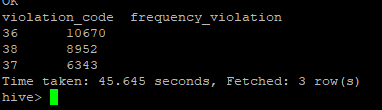 OK
violation_code  frequency_violation
36      10670
38      8952
37      6343
Time taken: 45.645 seconds, Fetched: 3 row(s)
hive>